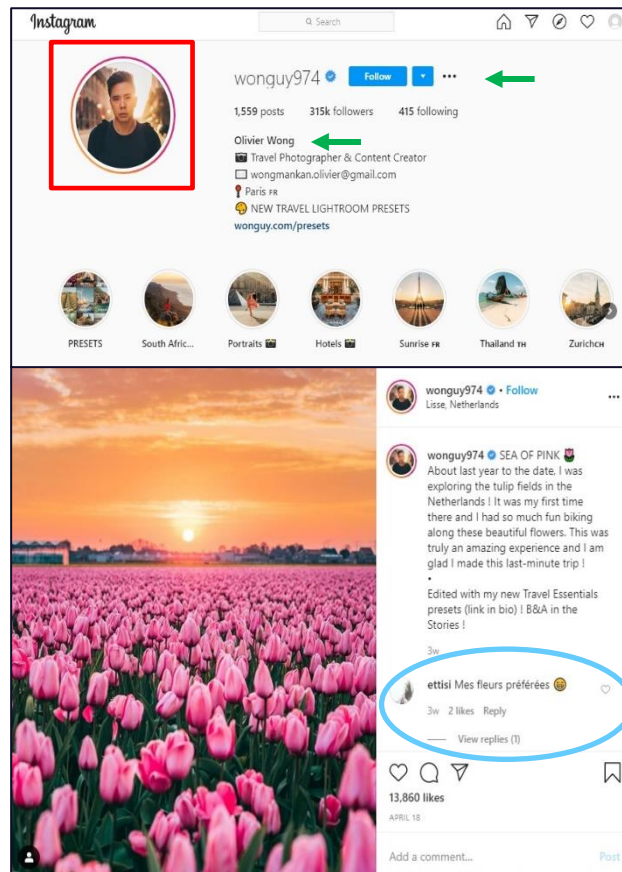 Instagram
Search
wonguy974 Follow
1,559 posts 315k followers 415 following
Olivier Wong
📷 Travel Photographer & Content Creator
wongmankan.olivier@gmail.com
📍 Paris FR
NEW TRAVEL LIGHTROOM PRESETS
wonguy.com/presets
PRESETS South Afric... Portraits 📷 Hotels 📷 Sunrise FR Thailand TH ZurichCH
wonguy974 • Follow
Lisse, Netherlands
wonguy974 SEA OF PINK 🌷
About last year to the date, I was
exploring the tulip fields in the
Netherlands ! It was my first time
there and I had so much fun biking
along these beautiful flowers. This was
truly an amazing experience and I am
glad I made this last-minute trip !
•
Edited with my new Travel Essentials
presets (link in bio) ! B&A in the
Stories !
3w
ettisi Mes fleurs préférées 😁
3w 2 likes Reply
View replies (1)
13,860 likes
APRIL 18
Add a comment... Post